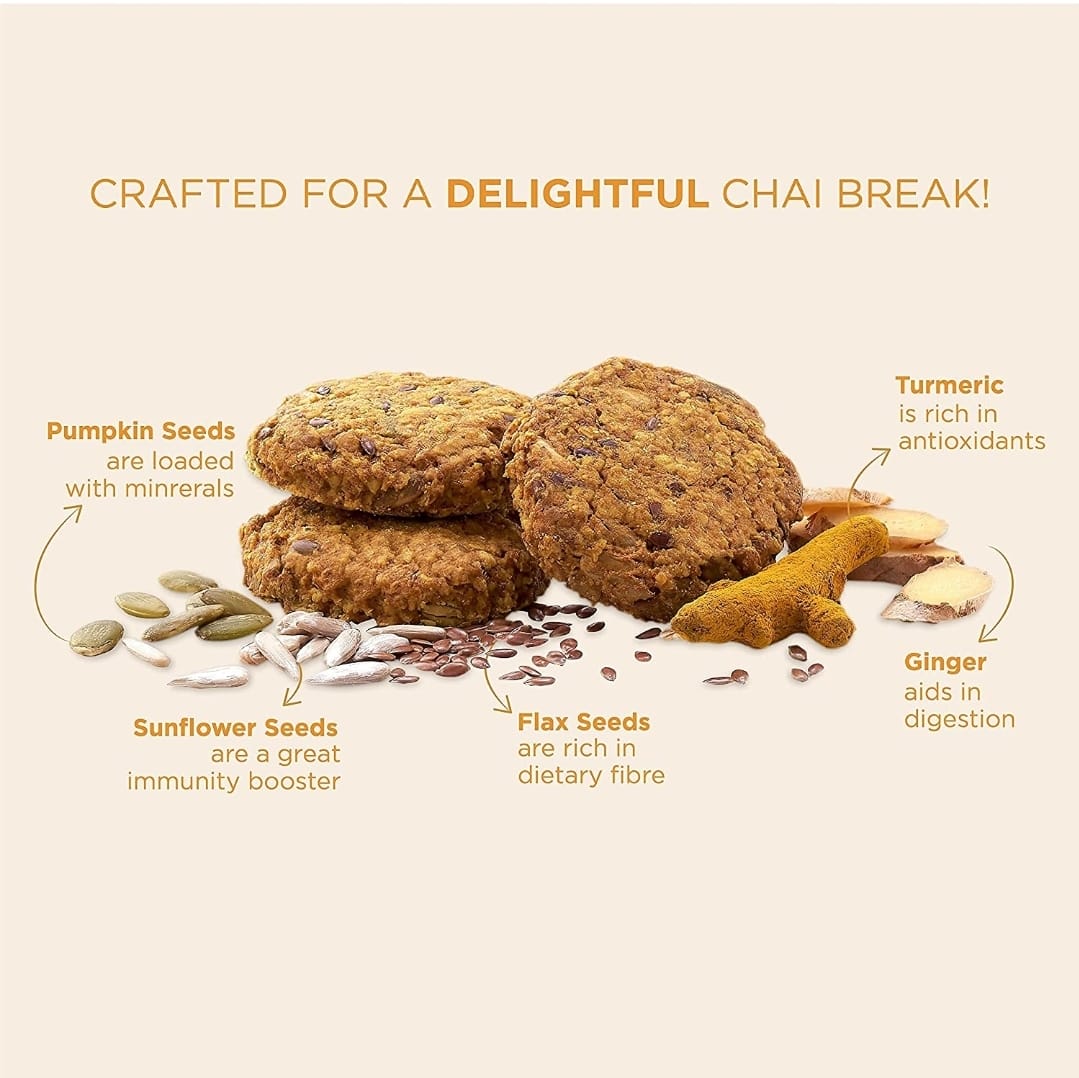 CRAFTED FOR A DELIGHTFUL CHAI BREAK!
Pumpkin Seeds
are loaded
with minrerals
Turmeric
is rich in
antioxidants
Sunflower Seeds
are a great
immunity booster
Flax Seeds
are rich in
dietary fibre
Ginger
aids in
digestion